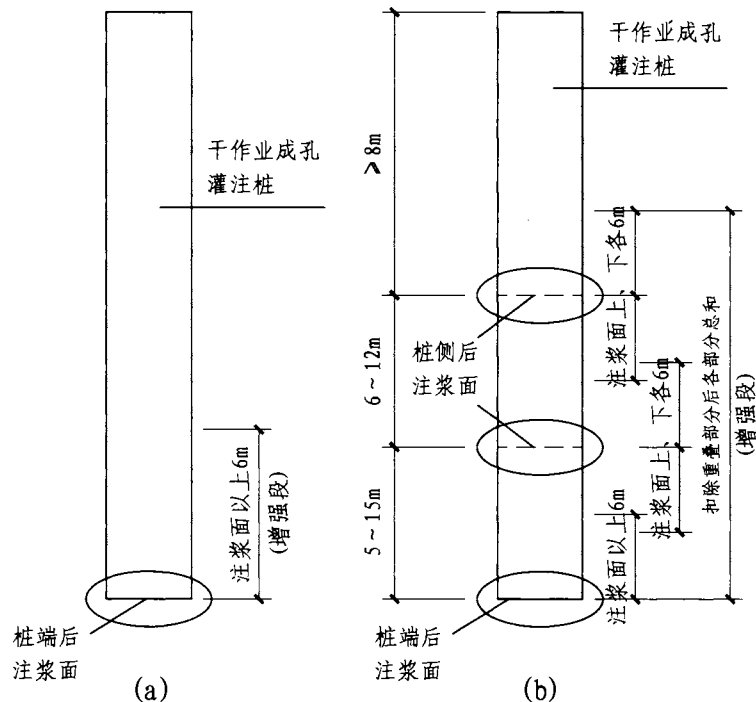 干作业成孔
灌注桩
注浆面以上6m
(增强段)
桩端后
注浆面
(a)
干作业成孔
灌注桩
≥8m
6~12m
5~15m
桩侧后
注浆面
注浆面上、下各6m
注浆面上、下各6m
注浆面以上6m
扣除重叠部分后各部分总和
(增强段)
桩端后
注浆面
(b)